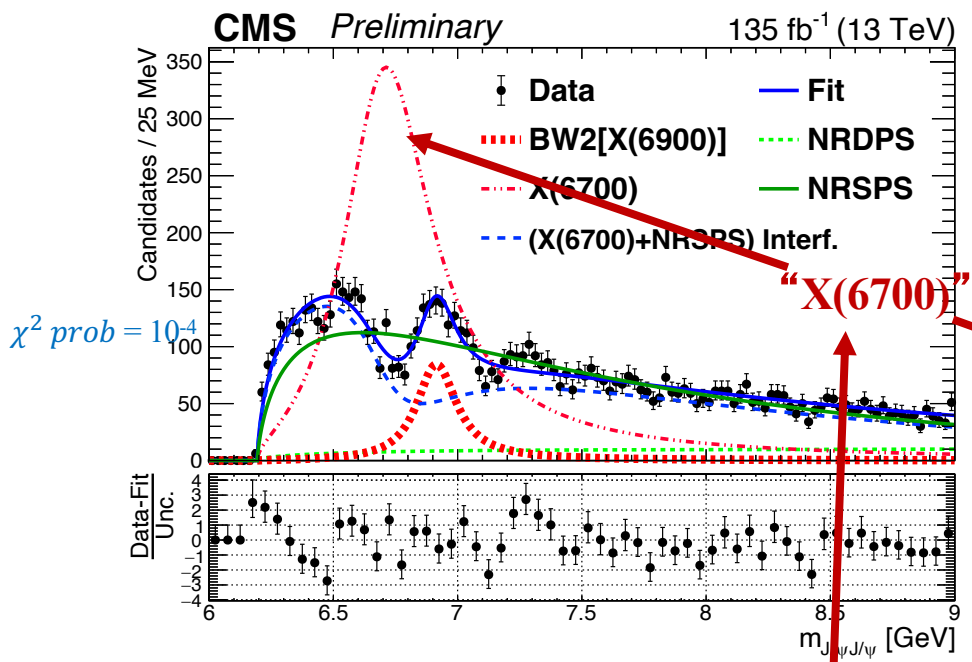 CMS Preliminary 135 fb⁻¹ (13 TeV)
Candidates / 25 MeV
350
300
250
200
150
100
50
0
Data
Fit
BW2[X(6900)]
NRDPS
X(6700)
NRSPS
(X(6700)+NRSPS) Interf.
“X(6700)”
χ² prob = 10⁻⁴
Data-Fit
Unc.
4
3
2
1
0
−1
−2
−3
−4
6 6.5 7 7.5 8 8.5 9
m_J/ψJ/ψ [GeV]